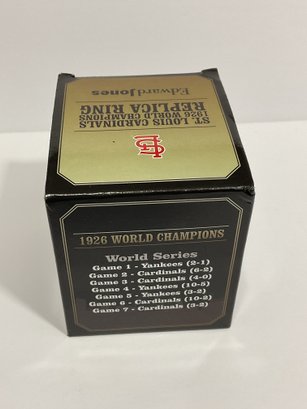 ST. LOUIS CARDINALS
1926 WORLD CHAMPIONS
REPLICA RING
Edward Jones
STL
1926 WORLD CHAMPIONS
World Series
Game 1 - Yankees (2-1)
Game 2 - Cardinals (6-2)
Game 3 - Cardinals (4-0)
Game 4 - Yankees (10-5)
Game 5 - Yankees (3-2)
Game 6 - Cardinals (10-2)
Game 7 - Cardinals (3-2)